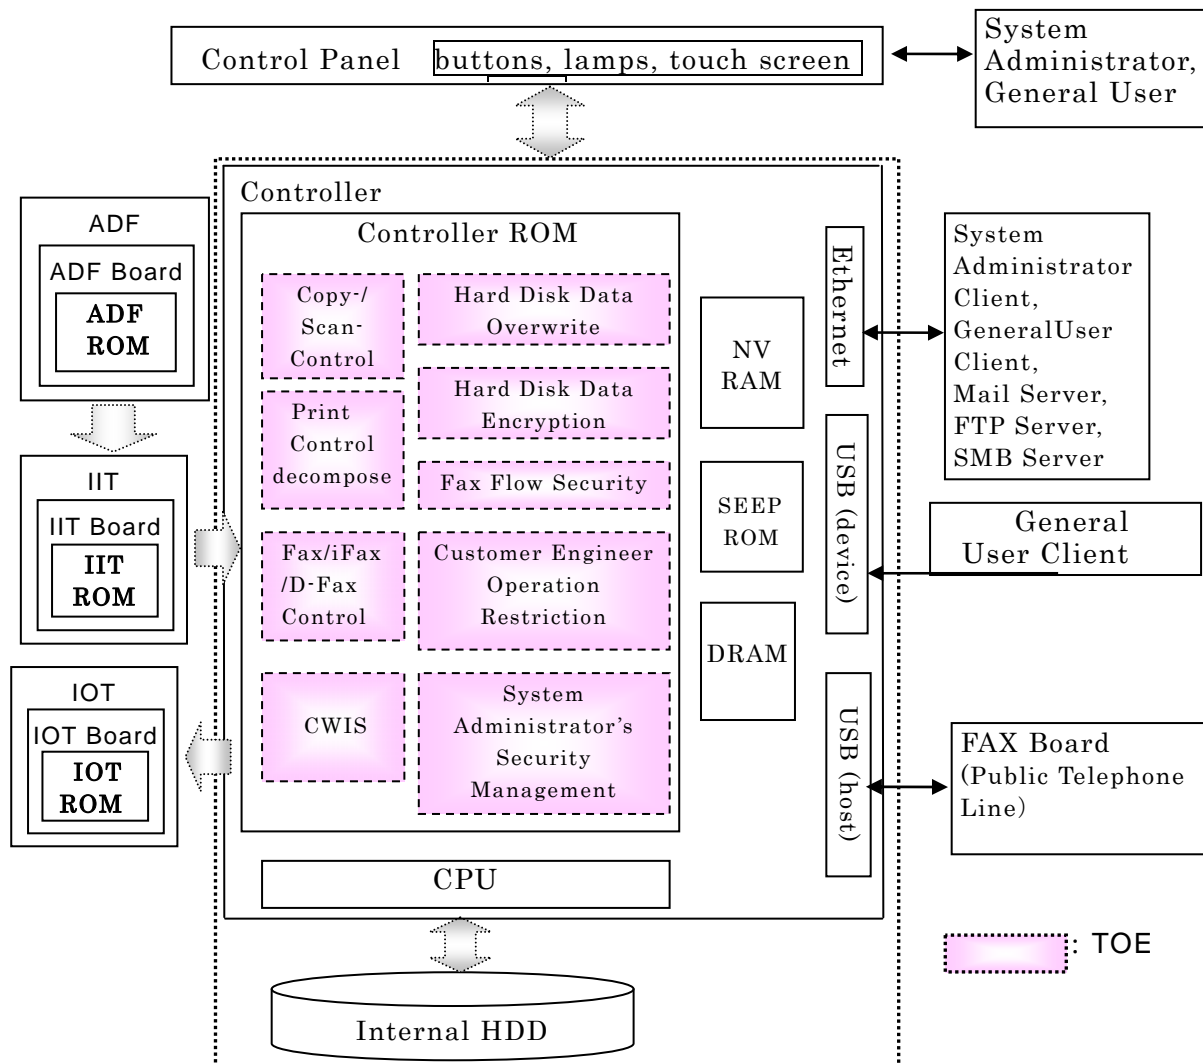 Control Panel
buttons, lamps, touch screen
System
Administrator,
General User
Controller
Controller ROM
ADF
ADF Board
ADF
ROM
IIT
IIT Board
IIT
ROM
IOT
IOT Board
IOT
ROM
Copy-/
Scan-
Control
Hard Disk Data
Overwrite
Print
Control
decompose
Hard Disk Data
Encryption
Fax Flow Security
Fax/iFax
/D-Fax
Control
Customer Engineer
Operation
Restriction
CWIS
System
Administrator's
Security
Management
NV
RAM
SEEP
ROM
DRAM
Ethernet
USB (device)
USB (host)
System
Administrator
Client,
GeneralUser
Client,
Mail Server,
FTP Server,
SMB Server
General
User Client
FAX Board
(Public Telephone
Line)
CPU
Internal HDD
: TOE